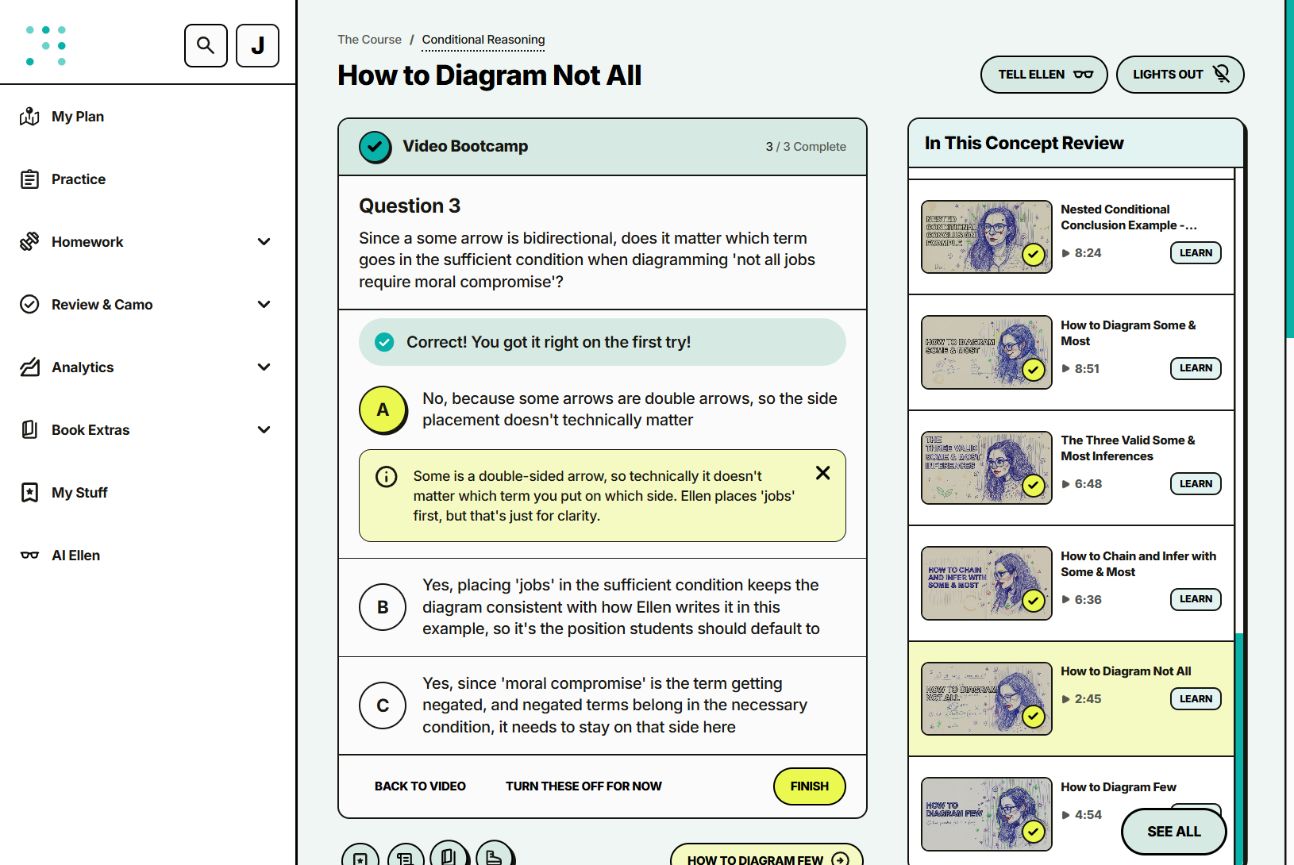 J
My Plan
Practice
Homework
Review & Camo
Analytics
Book Extras
My Stuff
AI Ellen
The Course / Conditional Reasoning
How to Diagram Not All
TELL ELLEN
LIGHTS OUT
Video Bootcamp
3 / 3 Complete
Question 3
Since a some arrow is bidirectional, does it matter which term
goes in the sufficient condition when diagramming 'not all jobs
require moral compromise'?
Correct! You got it right on the first try!
A
No, because some arrows are double arrows, so the side
placement doesn't technically matter
Some is a double-sided arrow, so technically it doesn't
matter which term you put on which side. Ellen places 'jobs'
first, but that's just for clarity.
B
Yes, placing 'jobs' in the sufficient condition keeps the
diagram consistent with how Ellen writes it in this
example, so it's the position students should default to
C
Yes, since 'moral compromise' is the term getting
negated, and negated terms belong in the necessary
condition, it needs to stay on that side here
BACK TO VIDEO
TURN THESE OFF FOR NOW
FINISH
HOW TO DIAGRAM FEW
In This Concept Review
NESTED
CONDITIONAL
CONCLUSION
EXAMPLE
Nested Conditional
Conclusion Example -...
8:24
LEARN
HOW TO DIAGRAM
SOME & MOST
How to Diagram Some &
Most
8:51
LEARN
THE
THREE VALID
SOME & MOST
INFERENCES
The Three Valid Some &
Most Inferences
6:48
LEARN
HOW TO CHAIN
AND INFER WITH
SOME & MOST
How to Chain and Infer with
Some & Most
6:36
LEARN
HOW TO DIAGRAM
NOT ALL
How to Diagram Not All
2:45
LEARN
HOW TO
DIAGRAM FEW
How to Diagram Few
4:54
SEE ALL